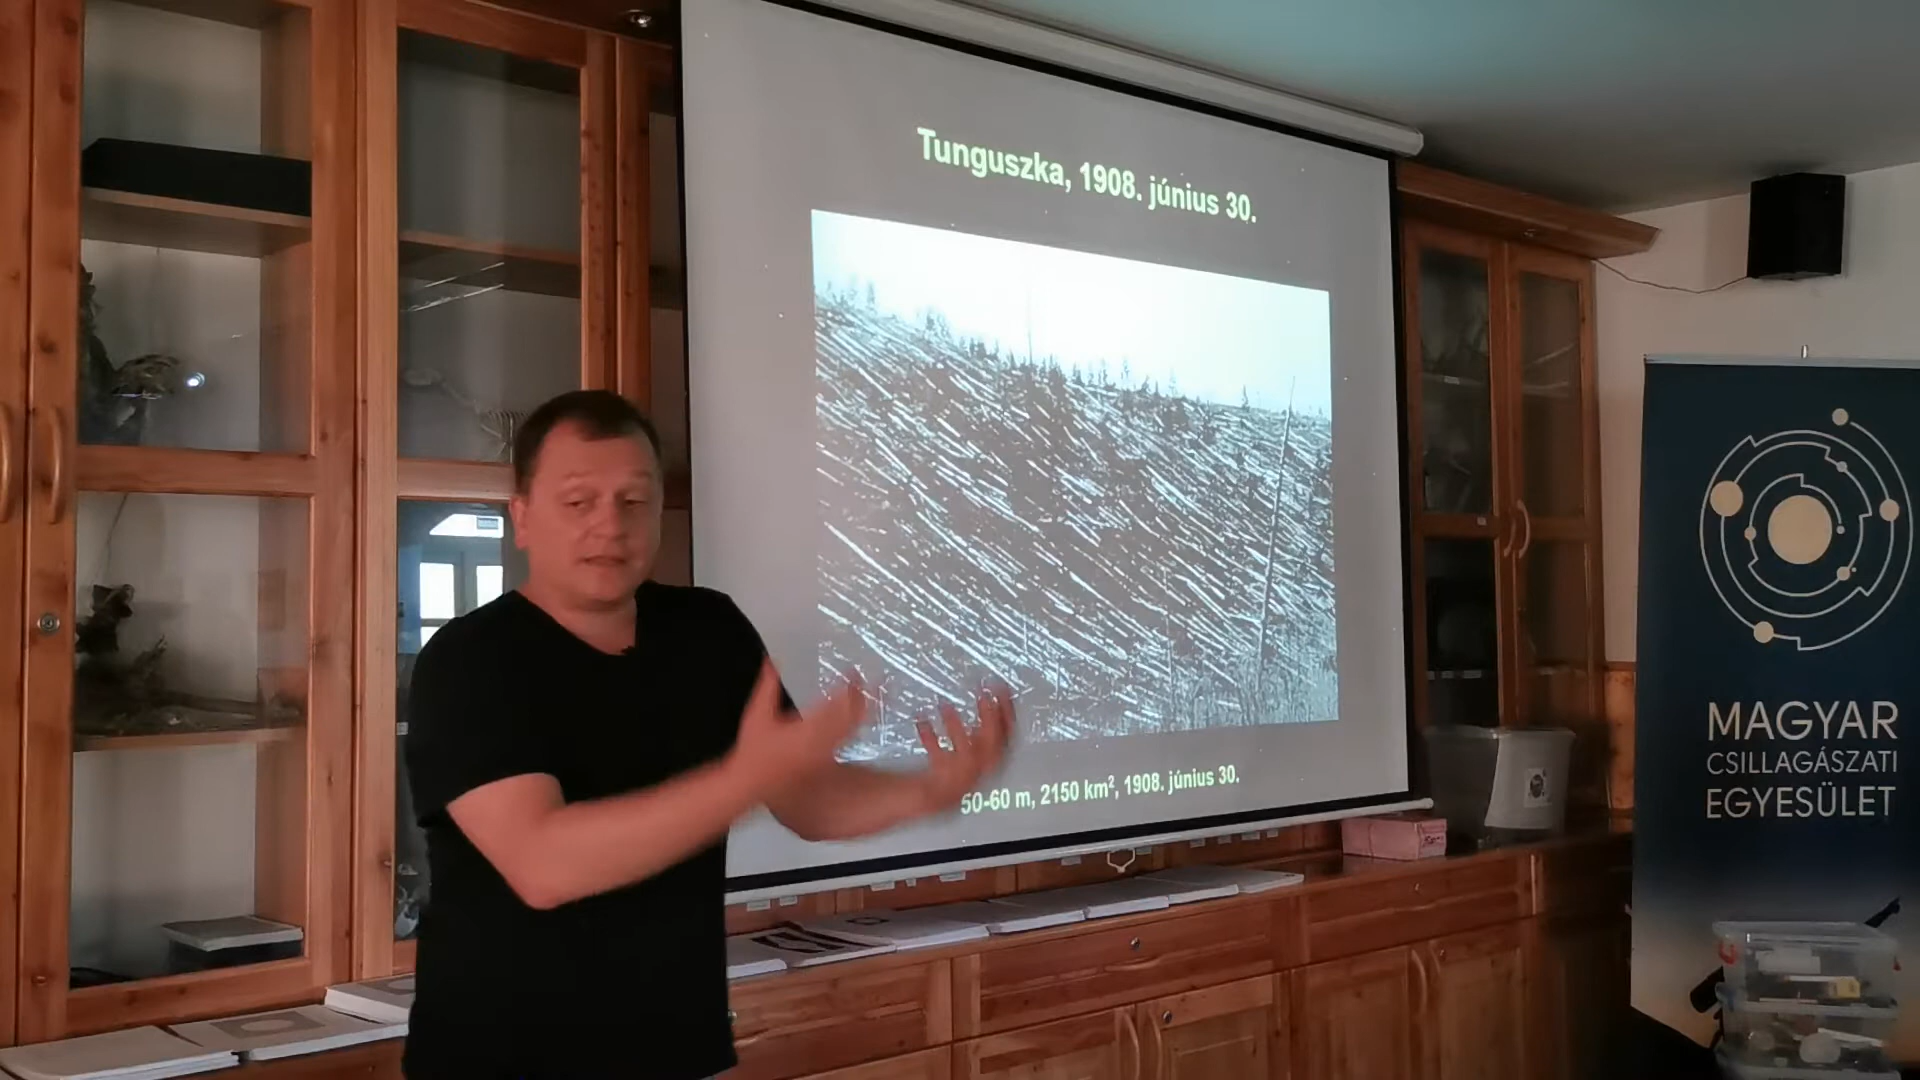 Tunguszka, 1908. június 30.
50-60 m, 2150 km², 1908. június 30.
MAGYAR
CSILLAGÁSZATI
EGYESÜLET